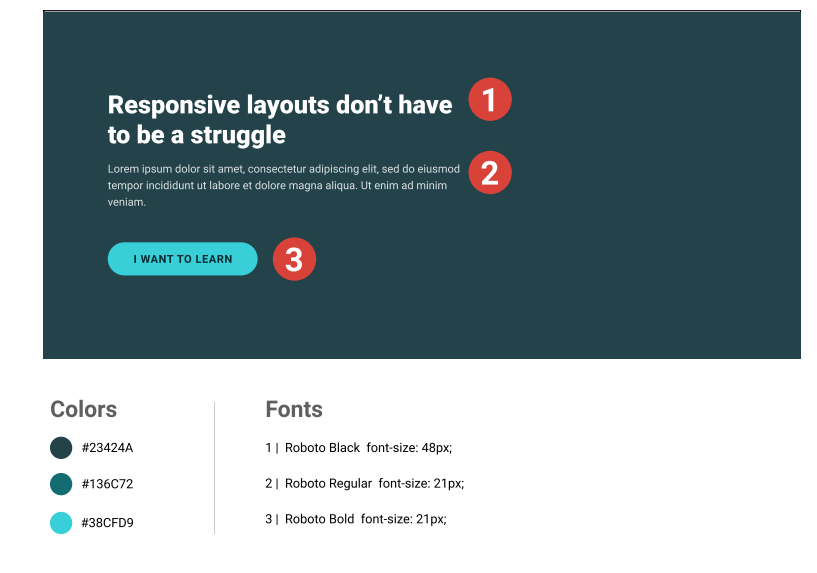 Responsive layouts don’t have
to be a struggle
1
Lorem ipsum dolor sit amet, consectetur adipiscing elit, sed do eiusmod
tempor incididunt ut labore et dolore magna aliqua. Ut enim ad minim
veniam.
2
I WANT TO LEARN
3
Colors
#23424A
#136C72
#38CFD9
Fonts
1 | Roboto Black font-size: 48px;
2 | Roboto Regular font-size: 21px;
3 | Roboto Bold font-size: 21px;